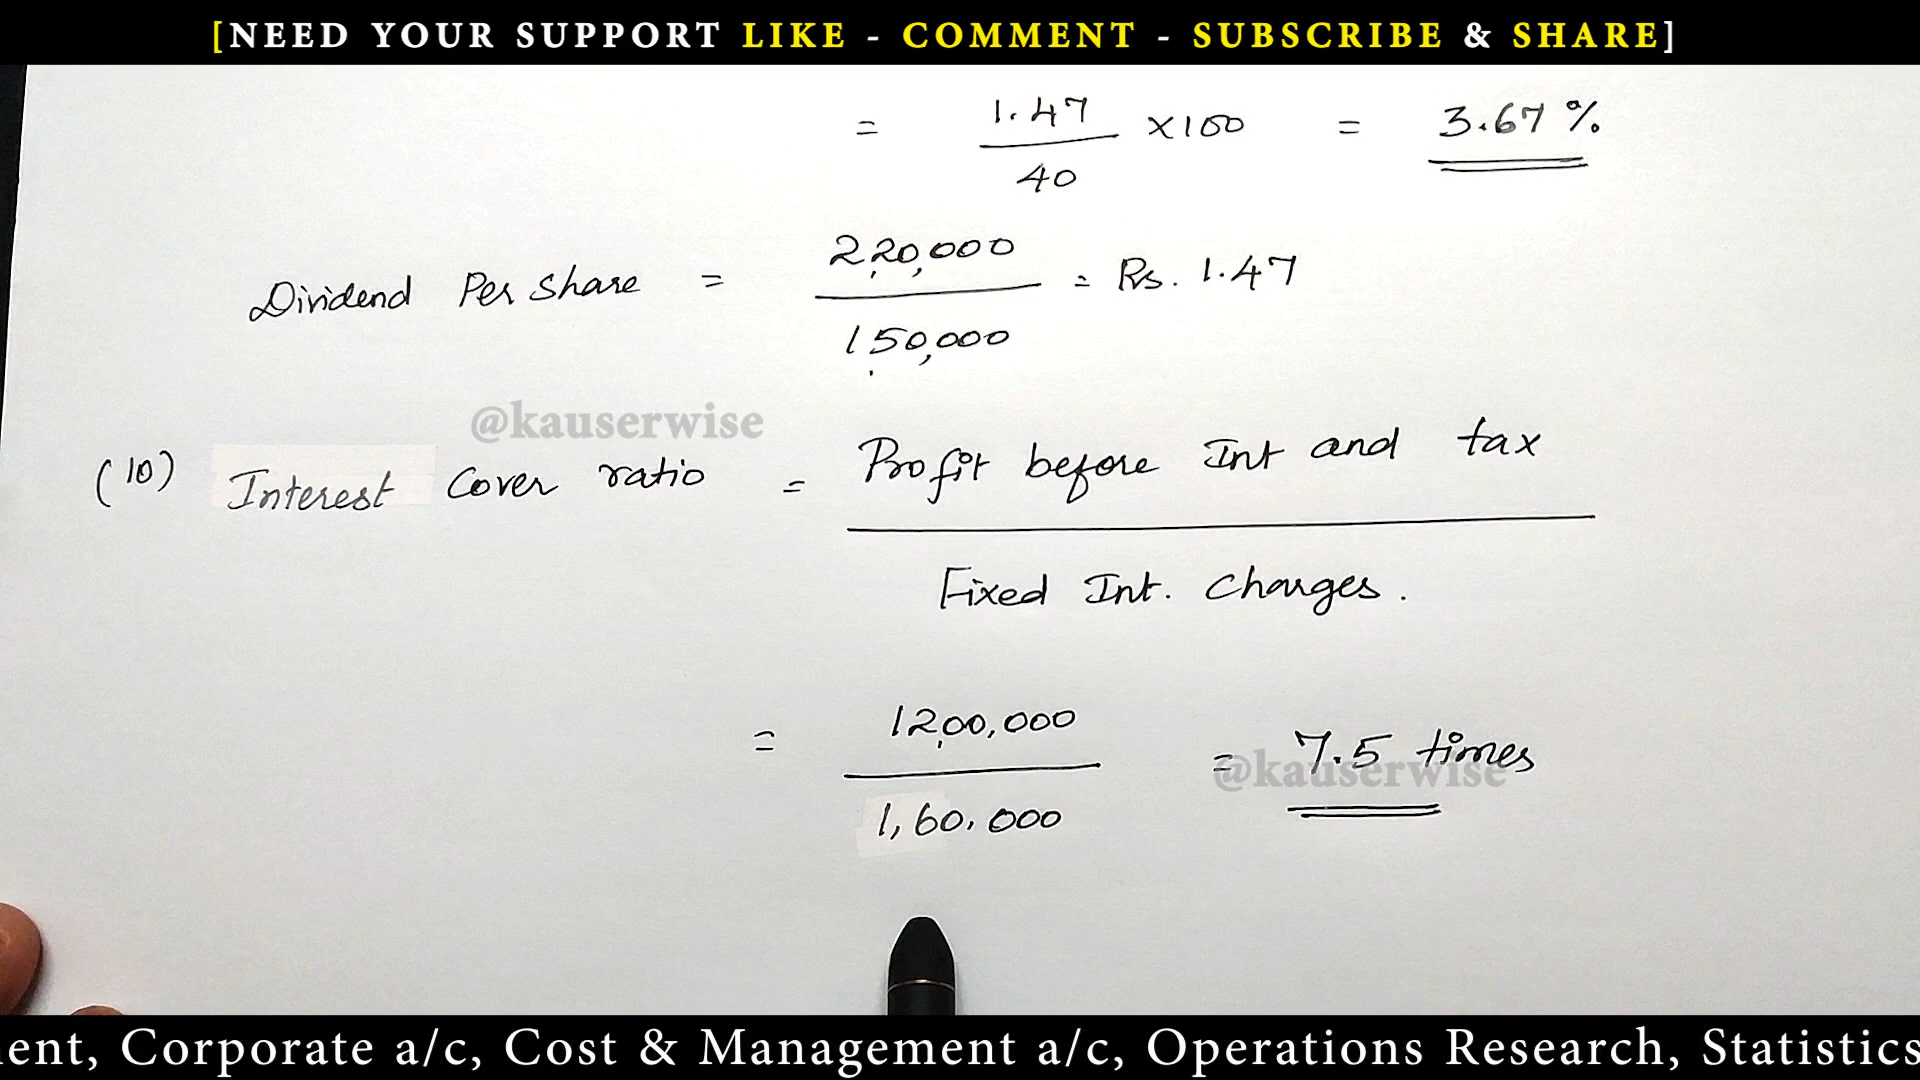 [NEED YOUR SUPPORT LIKE - COMMENT - SUBSCRIBE & SHARE]
= 1.47 / 40 ×100 = 3.67 %
Dividend Per Share = 2,20,000 / 1,50,000 = Rs. 1.47
@kauserwise
(10) Interest Cover ratio = Profit before Int and tax / Fixed Int. Charges.
= 12,00,000 / 1,60,000 = 7.5 times
@kauserwise
ent, Corporate a/c, Cost & Management a/c, Operations Research, Statistics